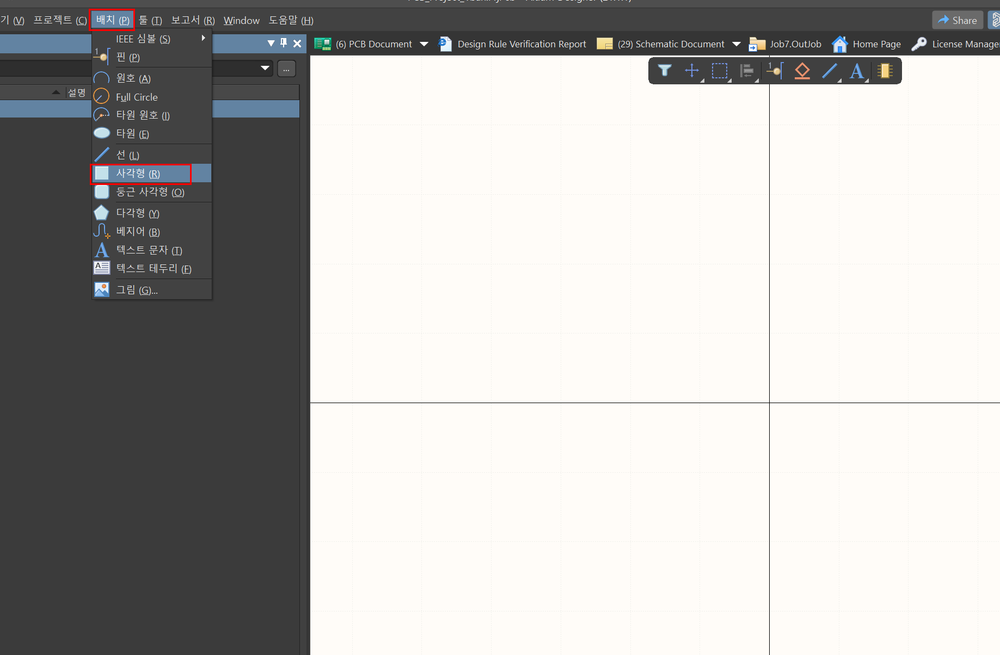 기 (V) 프로젝트 (C) 배치 (P) 툴 (T) 보고서 (R) Window 도움말 (H) Share
(6) PCB Document Design Rule Verification Report (29) Schematic Document Job7.OutJob Home Page License Manager
...
설명
IEEE 심볼 (S)
핀 (P)
원호 (A)
Full Circle
타원 원호 (I)
타원 (E)
선 (L)
사각형 (R)
둥근 사각형 (O)
다각형 (Y)
베지어 (B)
텍스트 문자 (T)
텍스트 테두리 (F)
그림 (G)...